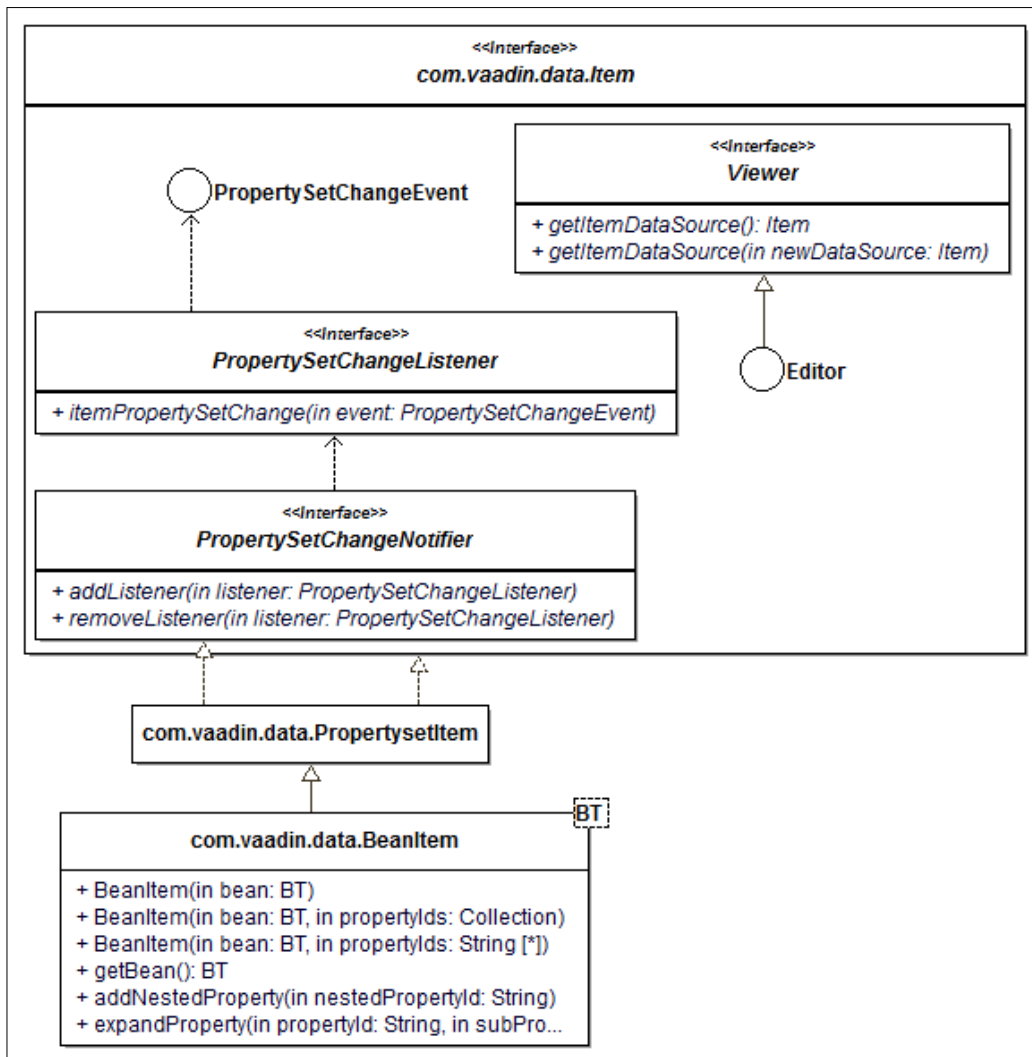 <<Interface>>
com.vaadin.data.Item
<<Interface>>
Viewer
+ getItemDataSource(): Item
+ getItemDataSource(in newDataSource: Item)
PropertySetChangeEvent
<<Interface>>
PropertySetChangeListener
+ itemPropertySetChange(in event: PropertySetChangeEvent)
Editor
<<Interface>>
PropertySetChangeNotifier
+ addListener(in listener: PropertySetChangeListener)
+ removeListener(in listener: PropertySetChangeListener)
com.vaadin.data.PropertysetItem
BT
com.vaadin.data.BeanItem
+ BeanItem(in bean: BT)
+ BeanItem(in bean: BT, in propertyIds: Collection)
+ BeanItem(in bean: BT, in propertyIds: String [*])
+ getBean(): BT
+ addNestedProperty(in nestedPropertyId: String)
+ expandProperty(in propertyId: String, in subPro...